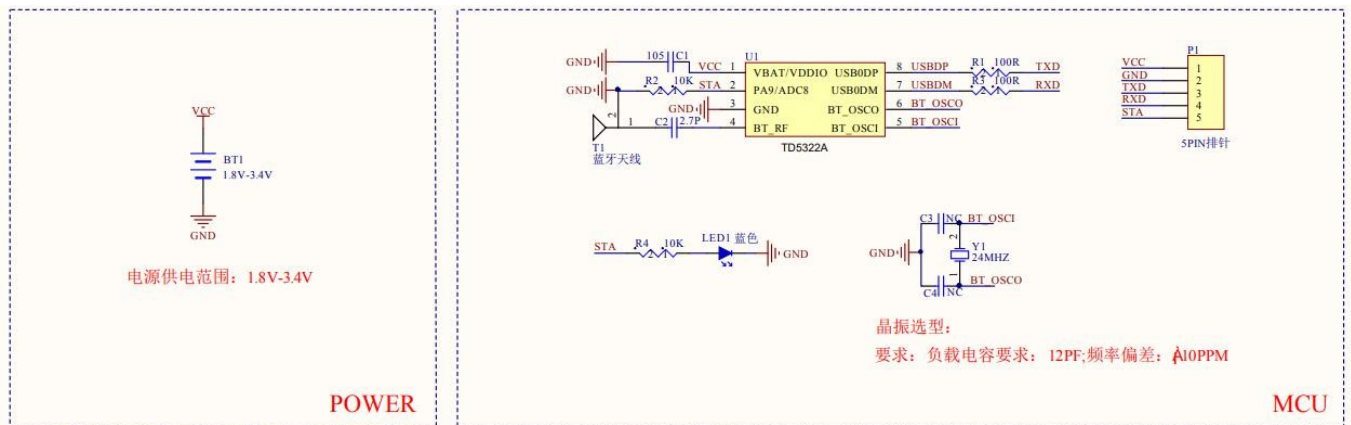 VCC
BT1
1.8V-3.4V
GND
电源供电范围：1.8V-3.4V
POWER
GND 105 C1 VCC 1
GND R2 10K STA 2
GND 3
2
1 C2 2.7P 4
T1
蓝牙天线
U1
VBAT/VDDIO USB0DP
PA9/ADC8 USB0DM
GND BT_OSCO
BT_RF BT_OSCI
TD5322A
8 USBDP R1 100R TXD
7 USBDM R3 100R RXD
6 BT_OSCO
5 BT_OSCI
P1
VCC 1
GND 2
TXD 3
RXD 4
STA 5
5PIN排针
STA R4 10K LED1 蓝色 GND
C3 NC BT_OSCI
2
GND Y1
24MHZ
1
C4 NC BT_OSCO
晶振选型：
要求：负载电容要求：12PF;频率偏差：10PPM
MCU